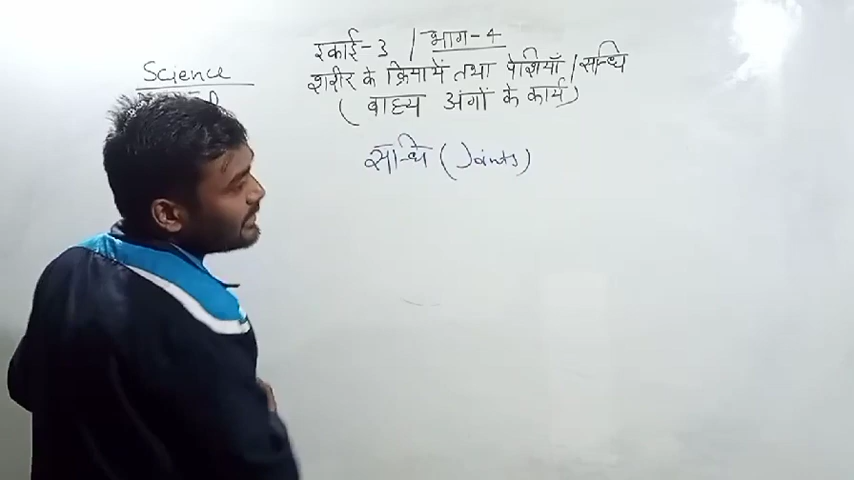 Science
इकाई-3 / भाग-4
शरीर के क्रियायें तथा पेशियाँ / सन्धि
( वाह्य अंगों के कार्य )
सन्धि ( Joints )